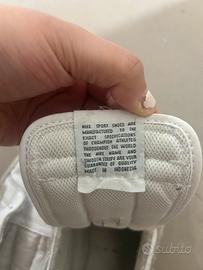 NIKE SPORT SHOES ARE
MANUFACTURED TO THE
EXACT SPECIFICATIONS
OF CHAMPION ATHLETES
THROUGHOUT THE WORLD
THE NIKE NAME AND
SWOOSH STRIPE ARE YOUR
GUARANTEE OF QUALITY
MADE IN INDONESIA
subito